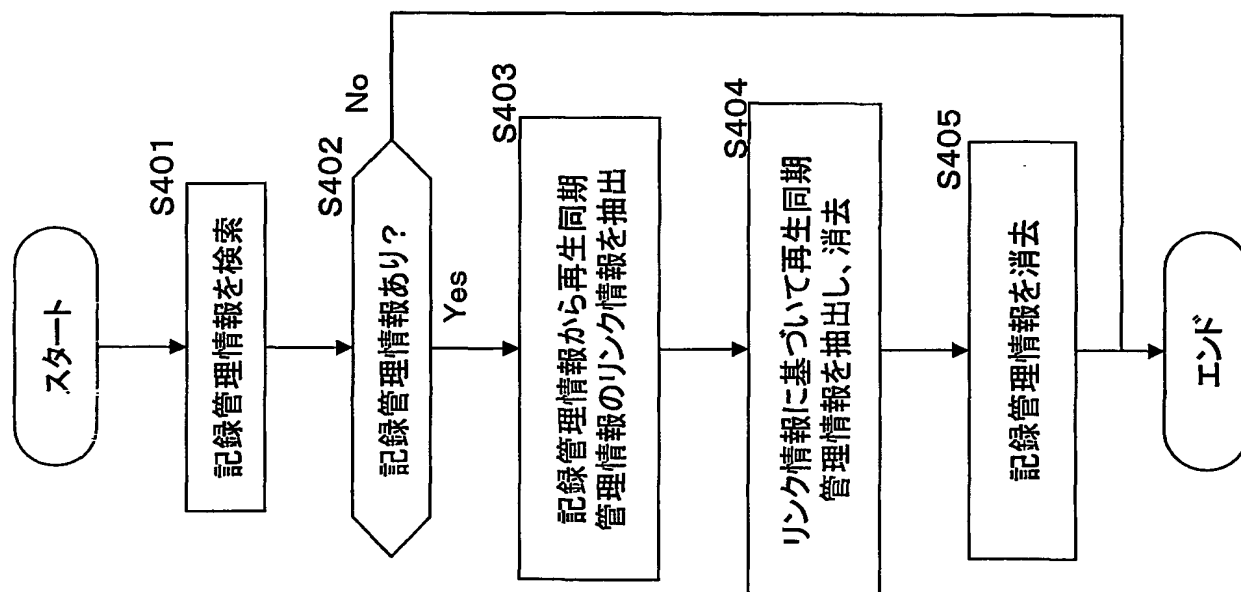 スタート
S401
記録管理情報を検索
S402
記録管理情報あり？
No
Yes
S403
記録管理情報から再生同期
管理情報のリンク情報を抽出
S404
リンク情報に基づいて再生同期
管理情報を抽出し、消去
S405
記録管理情報を消去
エンド